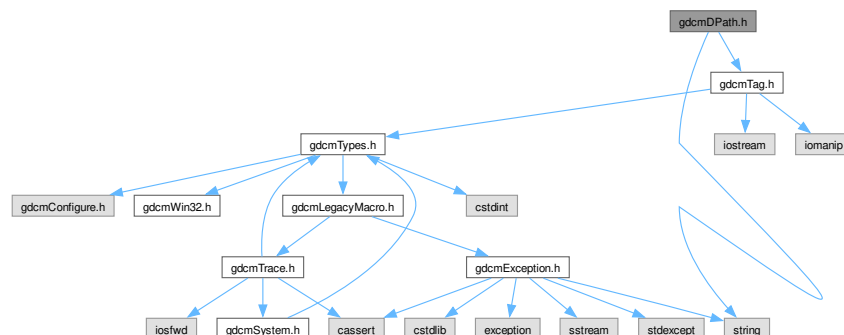 gdcmDPath.h
gdcmTag.h
iostream
iomanip
gdcmTypes.h
gdcmConfigure.h
gdcmWin32.h
gdcmLegacyMacro.h
cstdint
gdcmTrace.h
gdcmException.h
iosfwd
gdcmSystem.h
cassert
cstdlib
exception
sstream
stdexcept
string